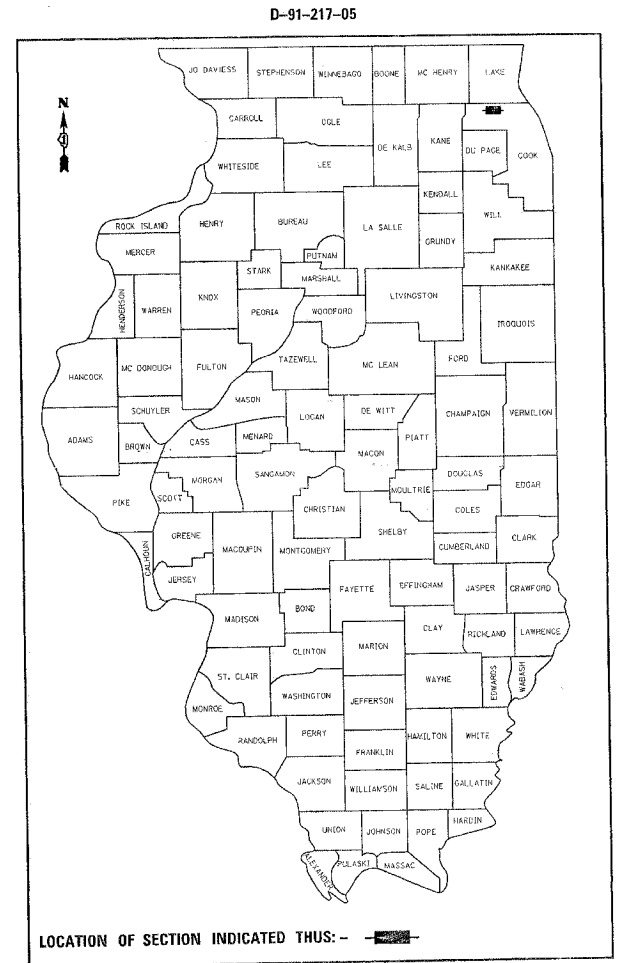 D-91-217-05
JO DAVIESS STEPHENSON WINNEBAGO BOONE MC HENRY LAKE
N
CARROLL OGLE
DE KALB KANE
DU PAGE COOK
WHITESIDE LEE
KENDALL
WILL
ROCK ISLAND HENRY BUREAU LA SALLE
GRUNDY
MERCER PUTNAM
STARK
MARSHALL
KANKAKEE
HENDERSON WARREN KNOX
PEORIA WOODFORD LIVINGSTON
IROQUOIS
HANCOCK MC DONOUGH FULTON TAZEWELL MC LEAN FORD
MASON
SCHUYLER LOGAN DE WITT
CHAMPAIGN VERMILION
ADAMS BROWN CASS MENARD PIATT
MACON
MORGAN SANGAMON
DOUGLAS
EDGAR
PIKE SCOTT CHRISTIAN MOULTRIE
COLES
SHELBY
GREENE
CALHOUN MACOUPIN MONTGOMERY CUMBERLAND CLARK
JERSEY
FAYETTE EFFINGHAM JASPER CRAWFORD
MADISON BOND
CLAY
RICHLAND LAWRENCE
CLINTON MARION
ST. CLAIR WAYNE EDWARDS WABASH
WASHINGTON JEFFERSON
MONROE
RANDOLPH PERRY HAMILTON WHITE
FRANKLIN
JACKSON WILLIAMSON SALINE GALLATIN
HARDIN
UNION JOHNSON POPE
ALEXANDER PULASKI MASSAC
LOCATION OF SECTION INDICATED THUS: -